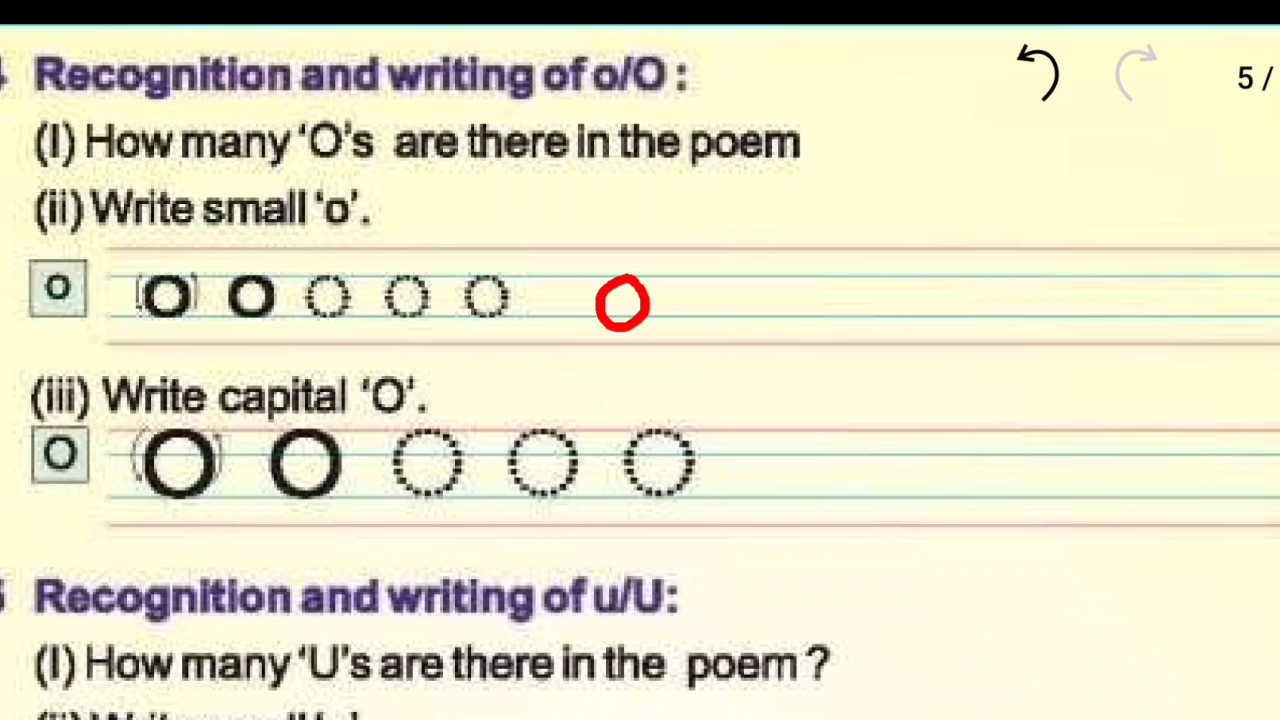 5 /
Recognition and writing of o/O :
(I) How many ‘O’s are there in the poem
(ii) Write small ‘o’.
o o o o o o o
(iii) Write capital ‘O’.
O O O O O O
Recognition and writing of u/U:
(I) How many ‘U’s are there in the poem ?